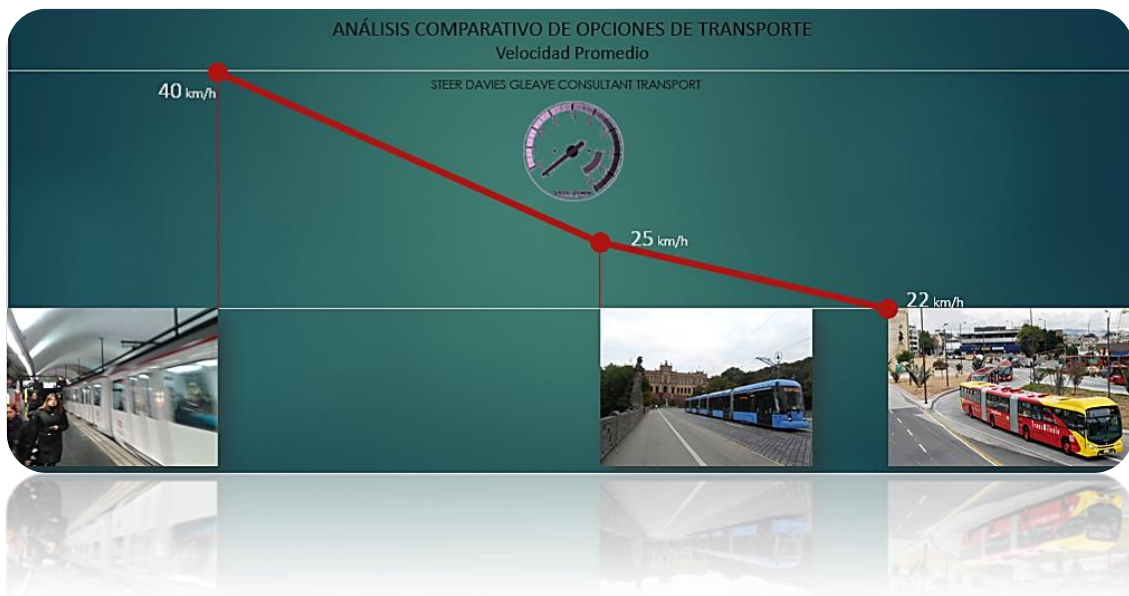 ANÁLISIS COMPARATIVO DE OPCIONES DE TRANSPORTE
Velocidad Promedio
STEER DAVIES GLEAVE CONSULTANT TRANSPORT
40 km/h
25 km/h
22 km/h
TransMilenio